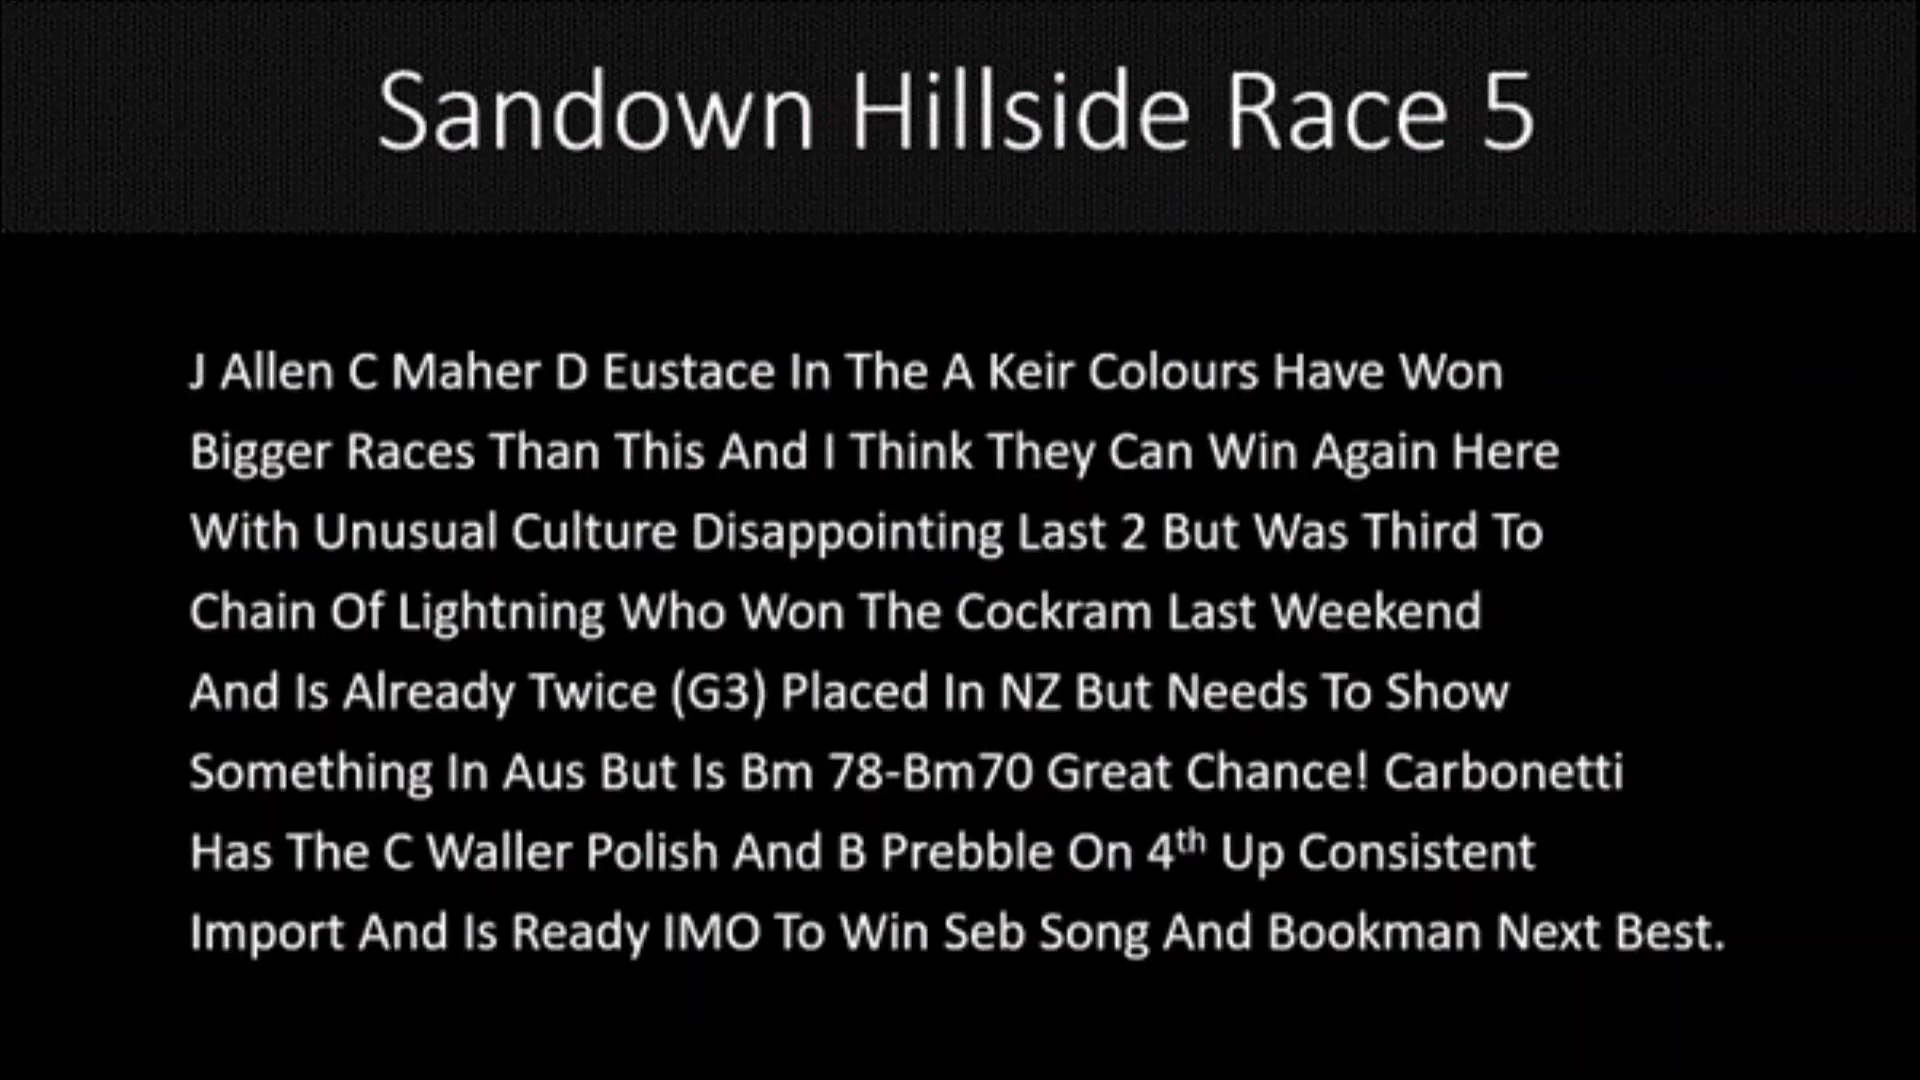 Sandown Hillside Race 5
J Allen C Maher D Eustace In The A Keir Colours Have Won
Bigger Races Than This And I Think They Can Win Again Here
With Unusual Culture Disappointing Last 2 But Was Third To
Chain Of Lightning Who Won The Cockram Last Weekend
And Is Already Twice (G3) Placed In NZ But Needs To Show
Something In Aus But Is Bm 78-Bm70 Great Chance! Carbonetti
Has The C Waller Polish And B Prebble On 4th Up Consistent
Import And Is Ready IMO To Win Seb Song And Bookman Next Best.